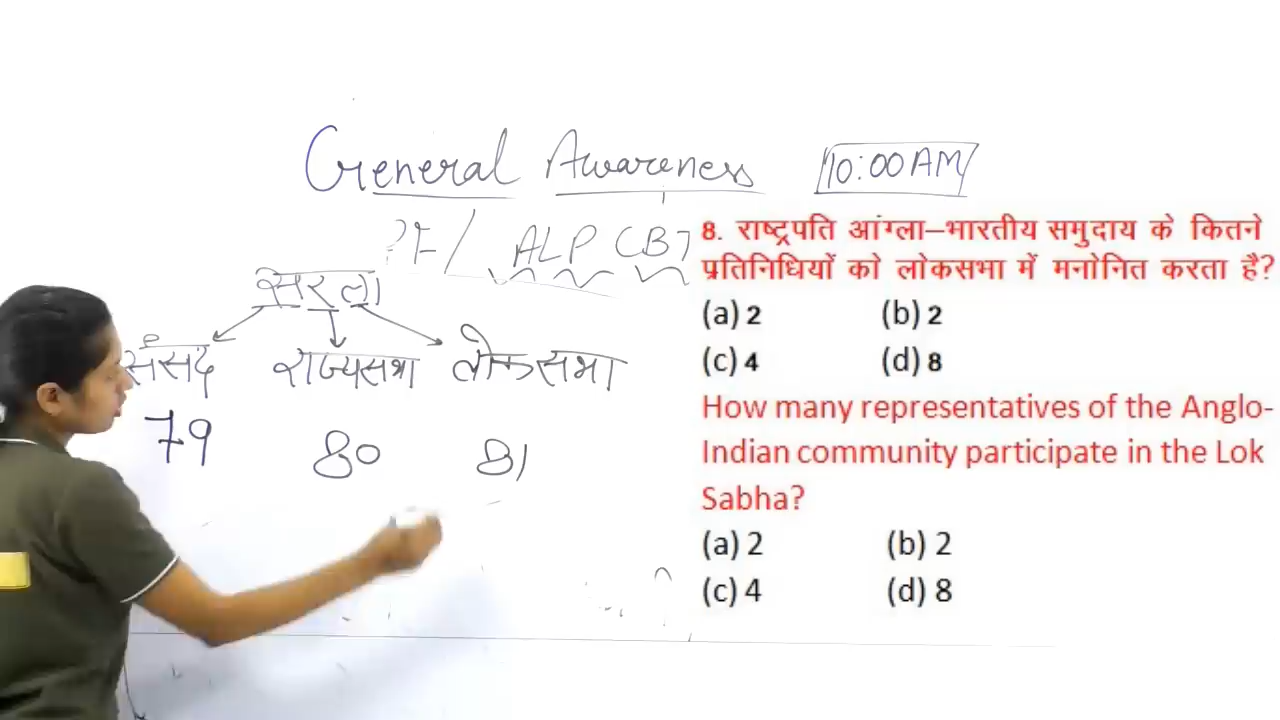 General Awareness 10:00AM
?F/ ALP CBT
सरला
संसद राज्यसभा लोकसभा
79 80 81
8. राष्ट्रपति आंग्ला–भारतीय समुदाय के कितने
प्रतिनिधियों को लोकसभा में मनोनित करता है?
(a) 2 (b) 2
(c) 4 (d) 8
How many representatives of the Anglo-
Indian community participate in the Lok
Sabha?
(a) 2 (b) 2
(c) 4 (d) 8